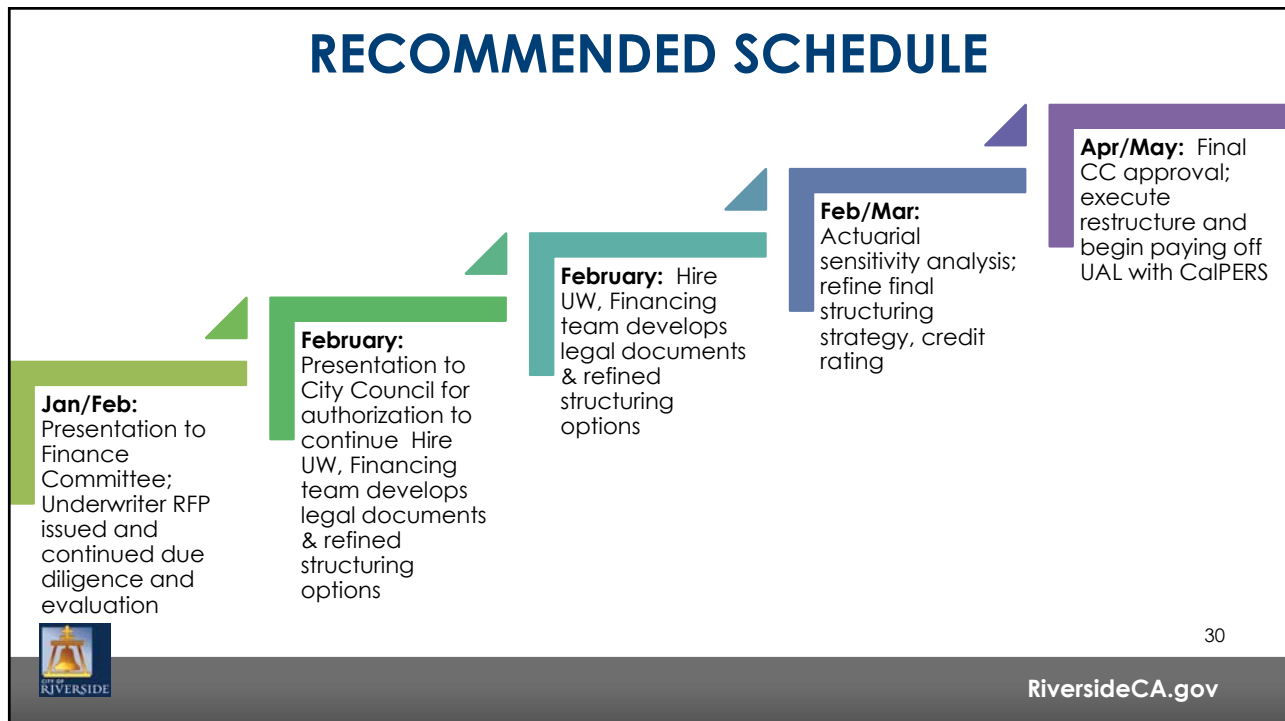 RECOMMENDED SCHEDULE
Jan/Feb:
Presentation to
Finance
Committee;
Underwriter RFP
issued and
continued due
diligence and
evaluation
February:
Presentation to
City Council for
authorization to
continue Hire
UW, Financing
team develops
legal documents
& refined
structuring
options
February: Hire
UW, Financing
team develops
legal documents
& refined
structuring
options
Feb/Mar:
Actuarial
sensitivity analysis;
refine final
structuring
strategy, credit
rating
Apr/May: Final
CC approval;
execute
restructure and
begin paying off
UAL with CalPERS
30
CITY OF
RIVERSIDE
RiversideCA.gov